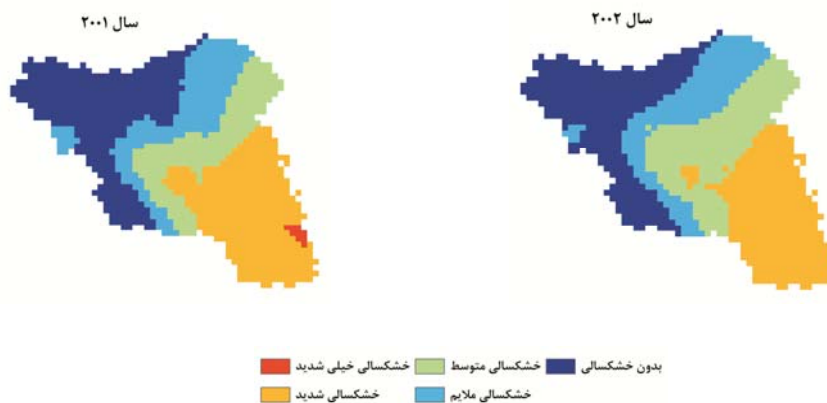 سال ۲۰۰۱
سال ۲۰۰۲
بدون خشکسالی
خشکسالی متوسط
خشکسالی خیلی شدید
خشکسالی ملایم
خشکسالی شدید